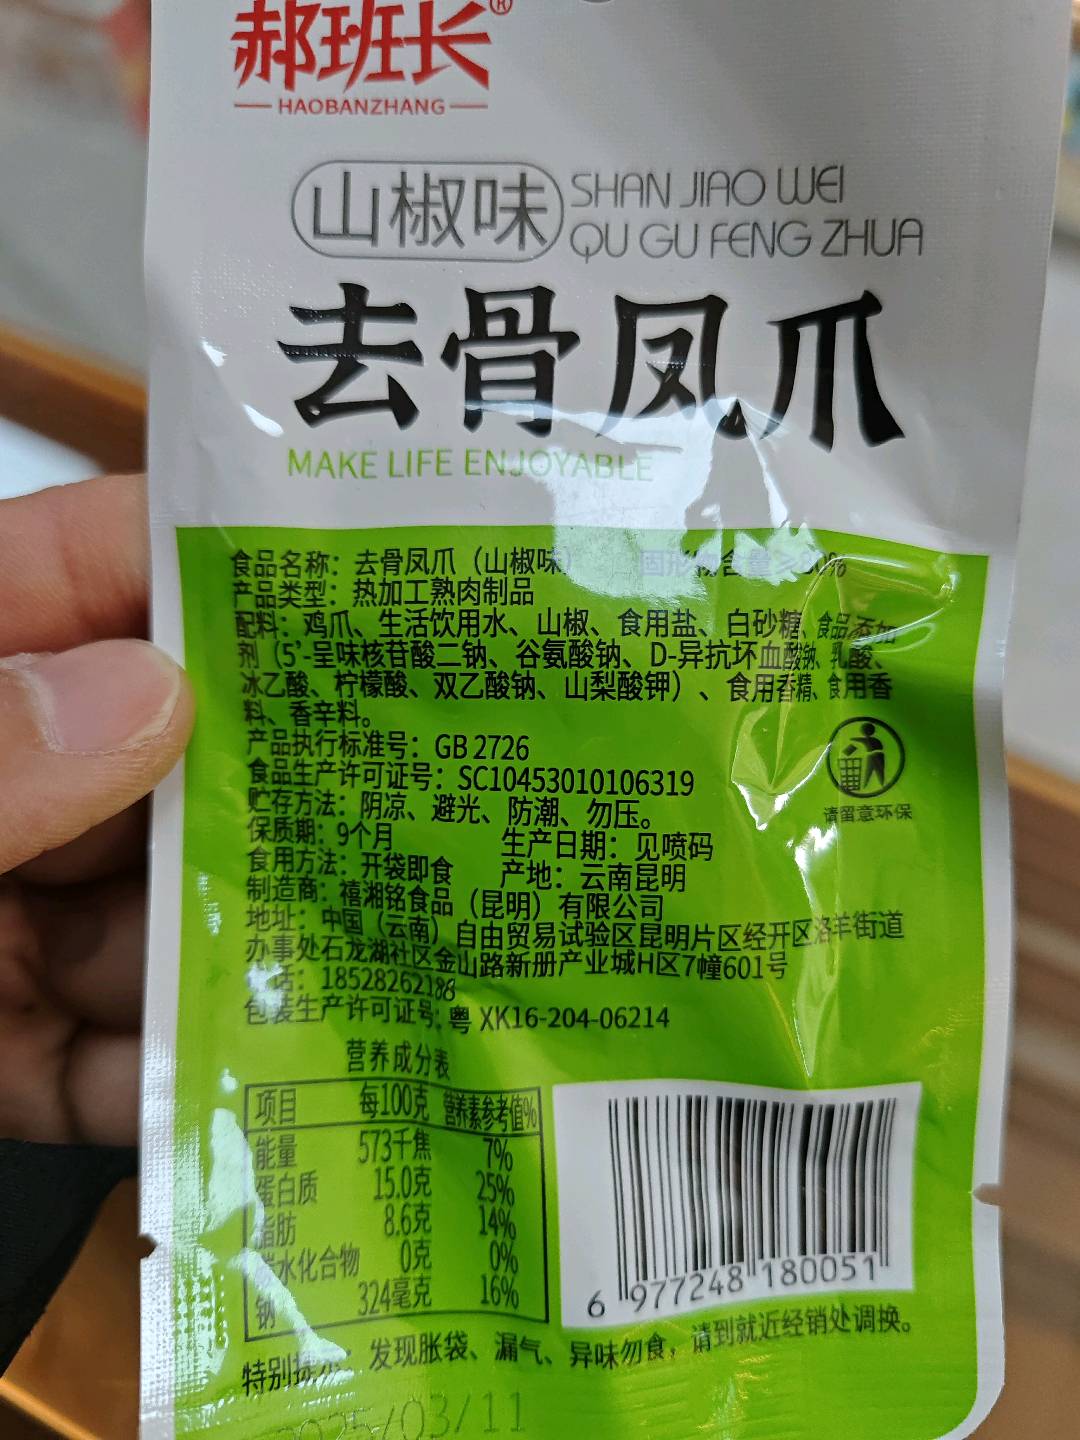 郝班长®
HAOBANZHANG
山椒味 SHAN JIAO WEI
QU GU FENG ZHUA
去骨凤爪
MAKE LIFE ENJOYABLE
食品名称：去骨凤爪（山椒味） 固形物含量≥80%
产品类型：热加工熟肉制品
配料：鸡爪、生活饮用水、山椒、食用盐、白砂糖、食品添加
剂（5'-呈味核苷酸二钠、谷氨酸钠、D-异抗坏血酸钠、乳酸、
冰乙酸、柠檬酸、双乙酸钠、山梨酸钾）、食用香精、食用香
料、香辛料。
产品执行标准号：GB 2726
食品生产许可证号：SC10453010106319
贮存方法：阴凉、避光、防潮、勿压。
请留意环保
保质期：9个月 生产日期：见喷码
食用方法：开袋即食 产地：云南昆明
制造商：禧湘铭食品（昆明）有限公司
地址：中国（云南）自由贸易试验区昆明片区经开区洛羊街道
办事处石龙湖社区金山路新册产业城H区7幢601号
话：18528262188
包装生产许可证号：粤 XK16-204-06214
营养成分表
项目 每100克 营养素参考值%
能量 573千焦 7%
蛋白质 15.0克 25%
脂肪 8.6克 14%
碳水化合物 0克 0%
钠 324毫克 16%
6 977248 180051
特别提示：发现胀袋、漏气、异味勿食，请到就近经销处调换。
2025/03/11